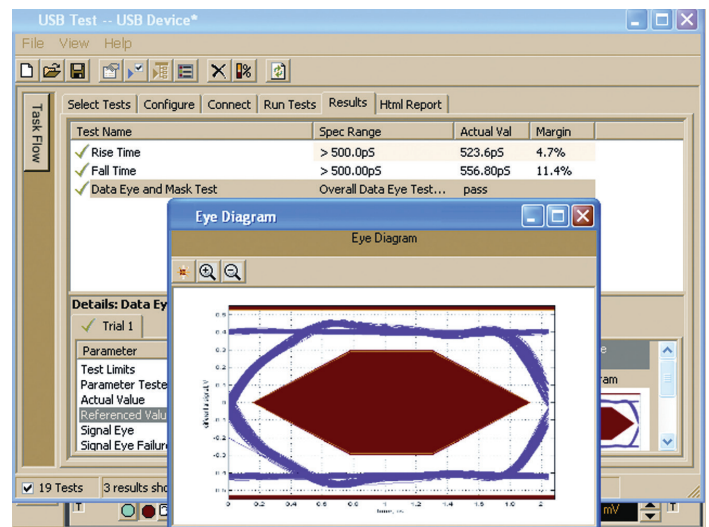 USB Test -- USB Device*
File View Help
Task Flow
Select Tests Configure Connect Run Tests Results Html Report
Test Name Spec Range Actual Val Margin
Rise Time > 500.0pS 523.6pS 4.7%
Fall Time > 500.00pS 556.80pS 11.4%
Data Eye and Mask Test Overall Data Eye Test... pass
Eye Diagram
Eye Diagram
Details: Data Ey
Trial 1
Parameter
Test Limits
Parameter Teste
Actual Value
Referenced Valu
Signal Eye
Signal Eye Failur
e
ram
0.5
0.4
0.3
0.2
0.1
0
-0.1
-0.2
-0.3
0.4
0.5
0 0.2 0.4 0.6 0.8 1.0 1.2 1.4 1.6 1.8 2
19 Tests 3 results sho
mV